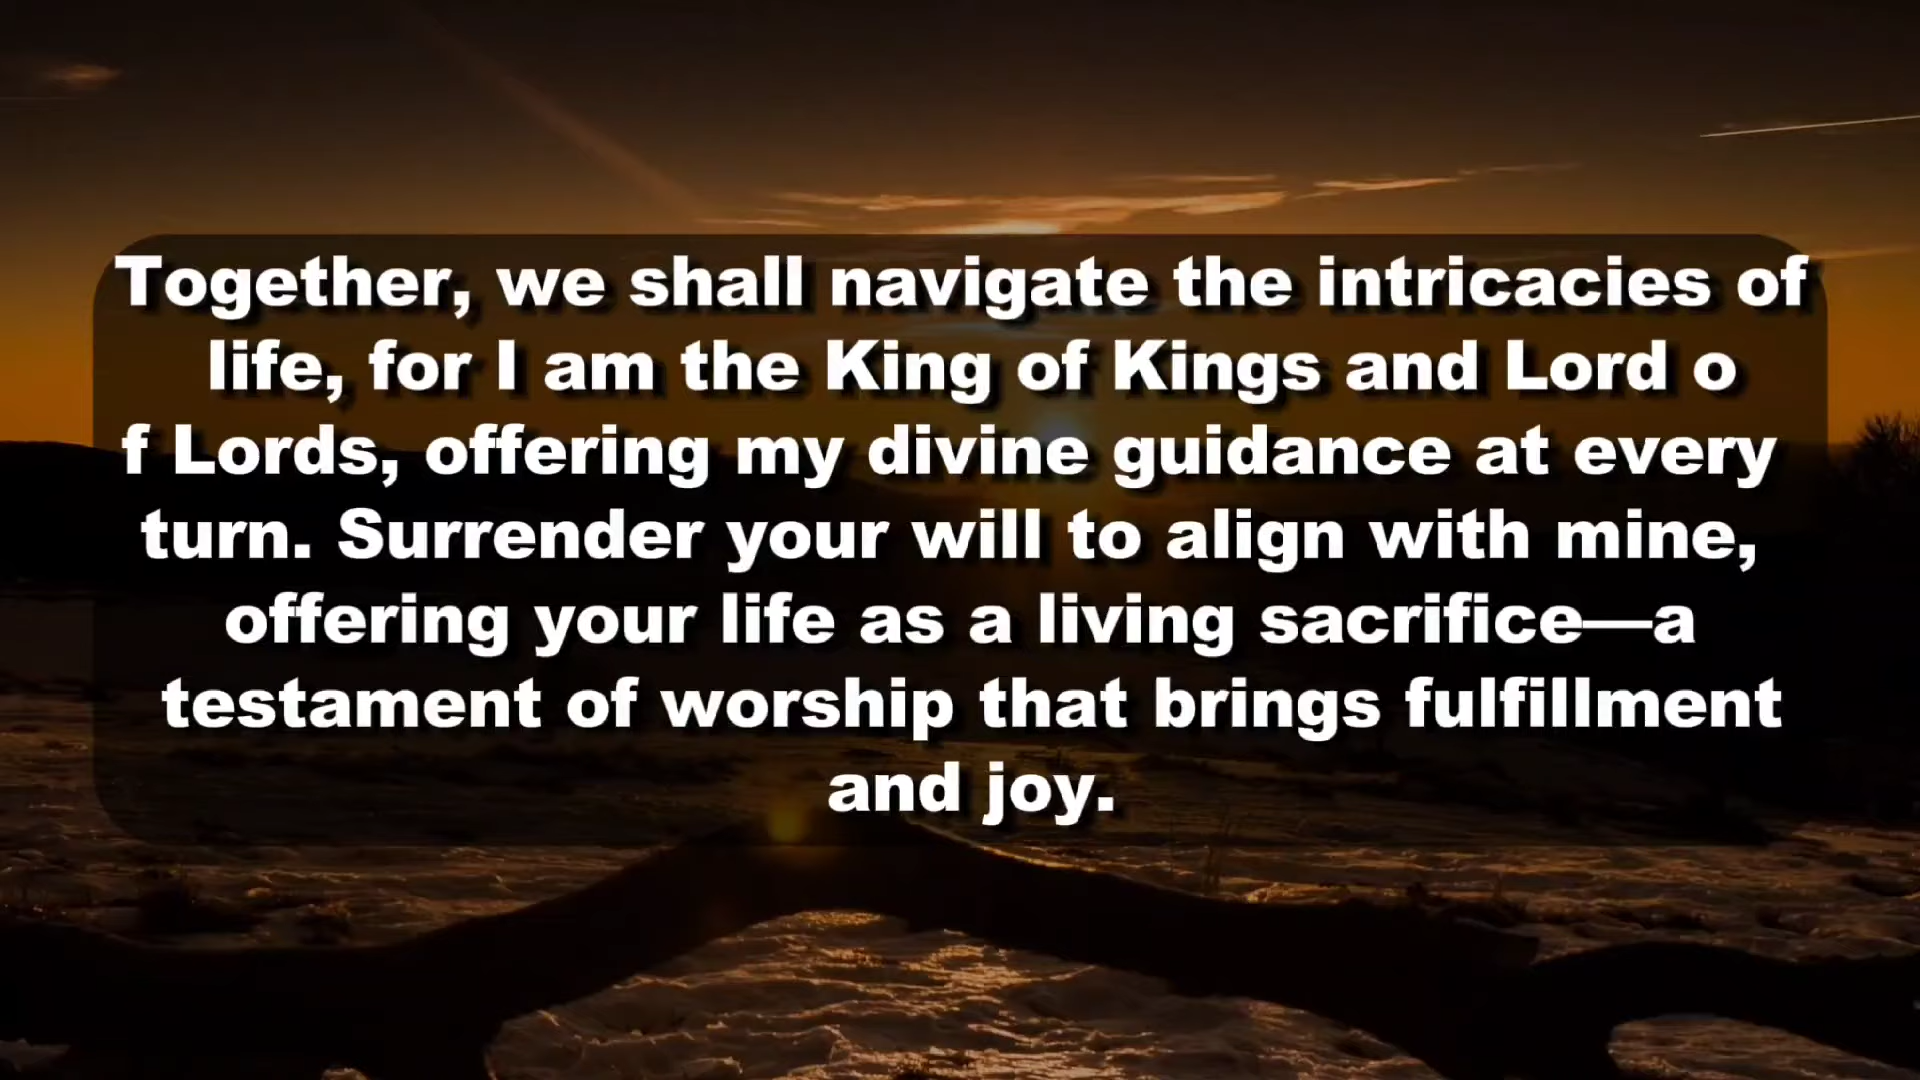 Together, we shall navigate the intricacies of
life, for I am the King of Kings and Lord o
f Lords, offering my divine guidance at every
turn. Surrender your will to align with mine,
offering your life as a living sacrifice—a
testament of worship that brings fulfillment
and joy.